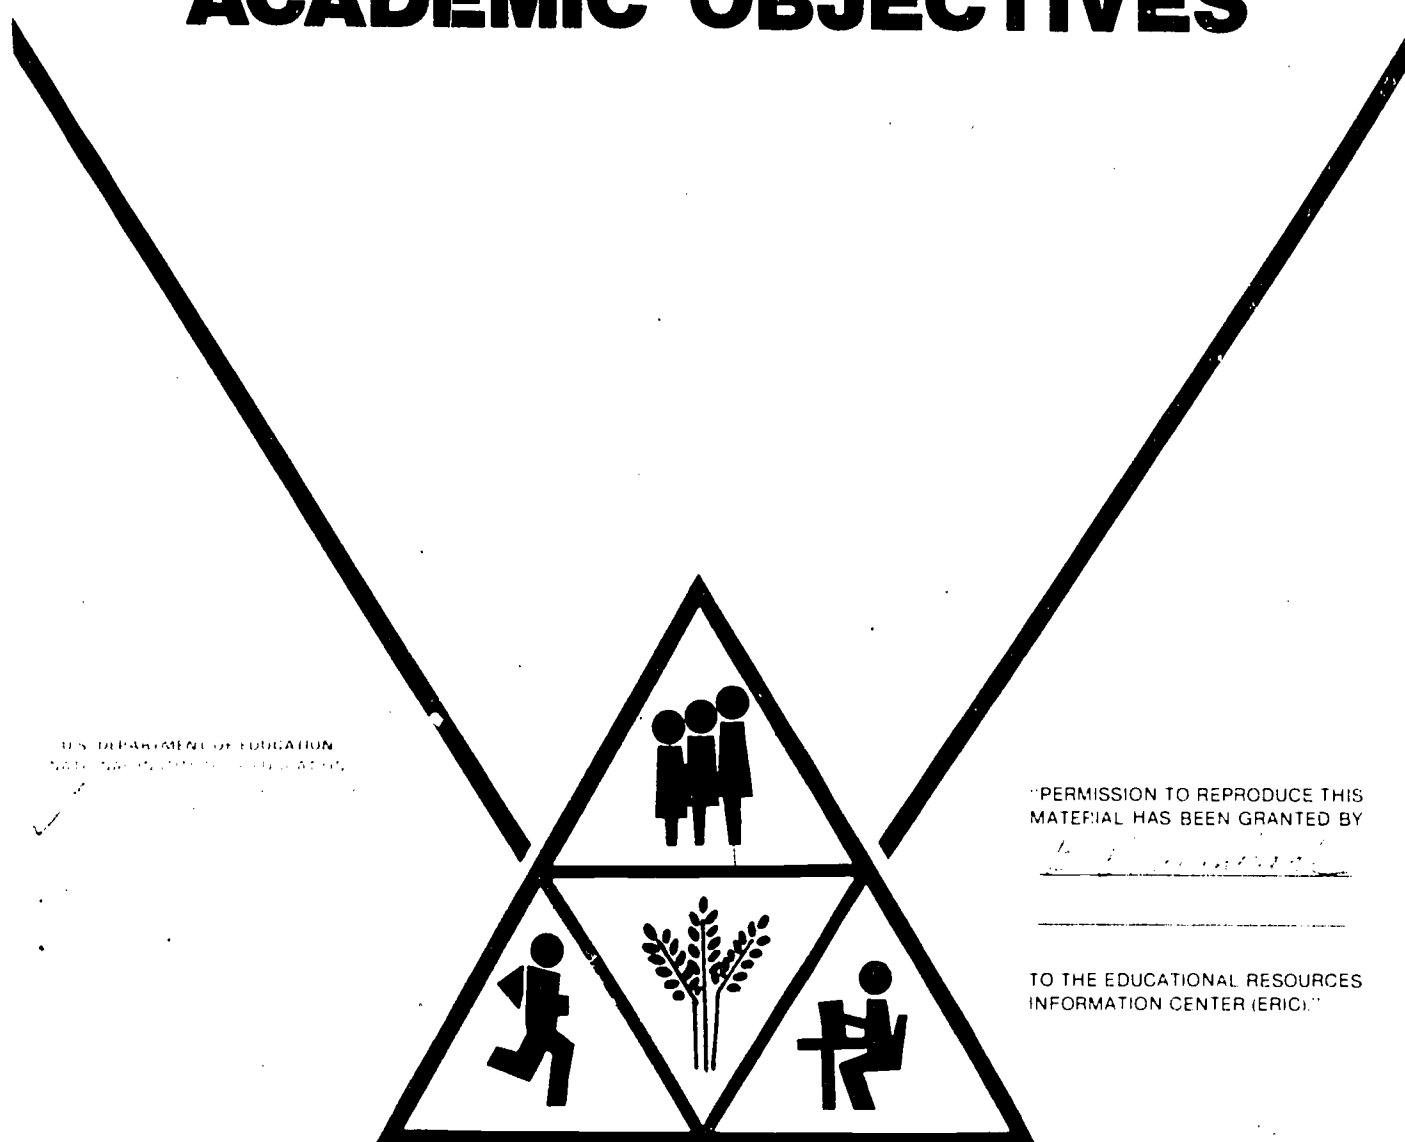 ACADEMIC OBJECTIVES
U.S. DEPARTMENT OF EDUCATION
"PERMISSION TO REPRODUCE THIS
MATERIAL HAS BEEN GRANTED BY
TO THE EDUCATIONAL RESOURCES
INFORMATION CENTER (ERIC)."